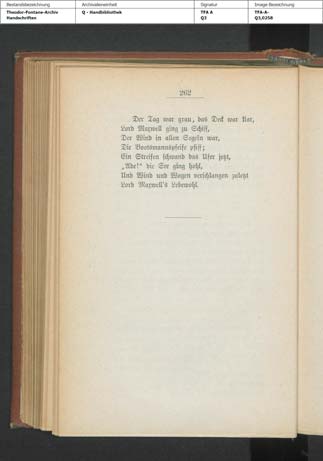 Bestandsbezeichnung Archivalieneinheit Signatur Image Bezeichnung
Theodor-Fontane-Archiv Q - Handbibliothek TFA A TFA-A-
Handschriften Q3 Q3,0258
262
Der Tag war grau, das Deck war klar,
Lord Maxwell ging zu Schiff,
Der Wind in allen Segeln war,
Die Bootsmannspfeife pfiff;
Ein Streifen schwand das Ufer jetzt,
„Ade!“ die See ging hohl,
Und Wind und Wogen verschlangen zuletzt
Lord Maxwell's Lebewohl.